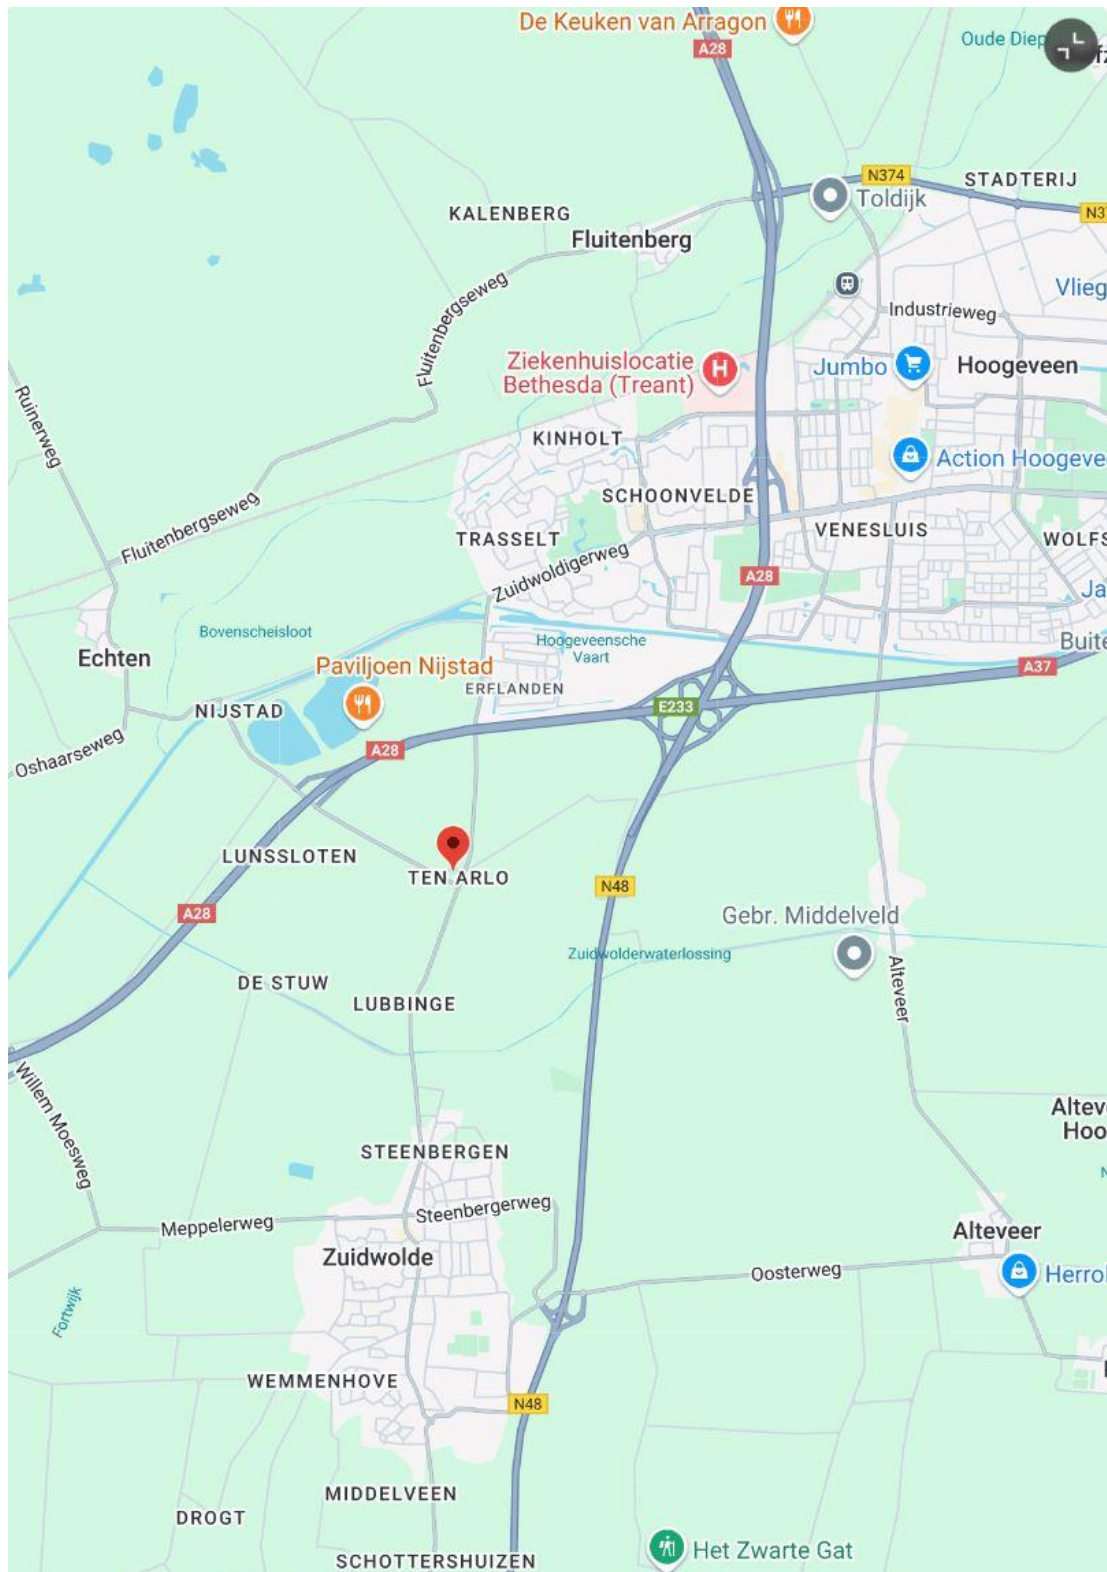 De Keuken van Arragon
A28
Oude Diep
N374
STADTERIJ
Toldijk
KALENBERG
Fluitenberg
Fluitenbergseweg
Vlieg
Industrieweg
Ziekenhuislocatie
Bethesda (Treant)
H
Jumbo
Hoogeveen
Ruinerweg
KINHOLT
Action Hoogeve
SCHOONVELDE
Fluitenbergseweg
TRASSELT
VENESLUIS
WOLFS
Zuidwoldigerweg
A28
Ja
Bovenscheisloot
Hoogeveensche
Vaart
Buite
Echten
Paviljoen Nijstad
A37
ERFLANDEN
NIJSTAD
E233
Oshaarseweg
A28
LUNSSLOTEN
TEN ARLO
N48
A28
Gebr. Middelveld
Zuidwolderwaterlossing
DE STUW
LUBBINGE
Alteveer
Willem Moesweg
Altev
Hoo
STEENBERGEN
Meppelerweg
Steenbergerweg
Alteveer
Zuidwolde
Oosterweg
Herrol
Fortwijk
WEMMENHOVE
N48
MIDDELVEEN
DROGT
Het Zwarte Gat
SCHOTTERSHUIZEN